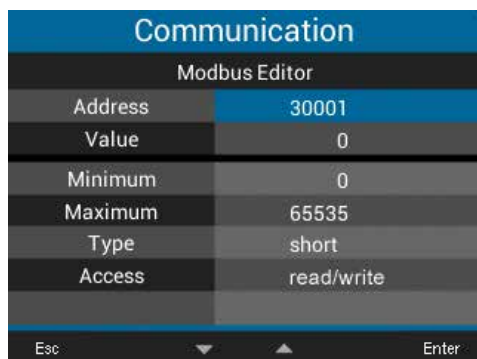 Communication
Modbus Editor
Address 30001
Value 0
Minimum 0
Maximum 65535
Type short
Access read/write
Esc Enter